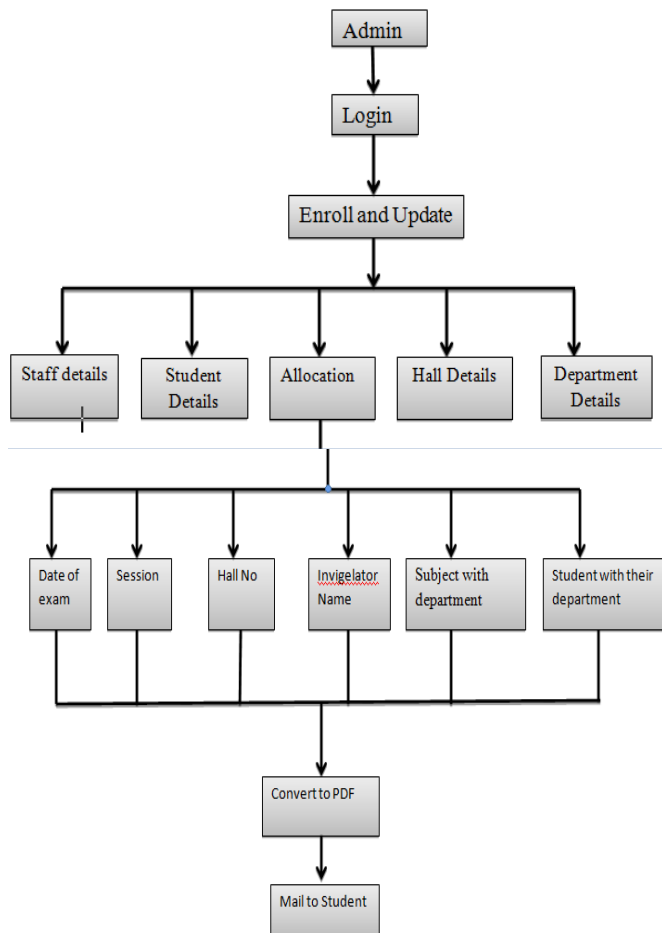 Admin
Login
Enroll and Update
Staff details
Student
Details
Allocation
Hall Details
Department
Details
Date of
exam
Session
Hall No
Invigelator
Name
Subject with
department
Student with their
department
Convert to PDF
Mail to Student